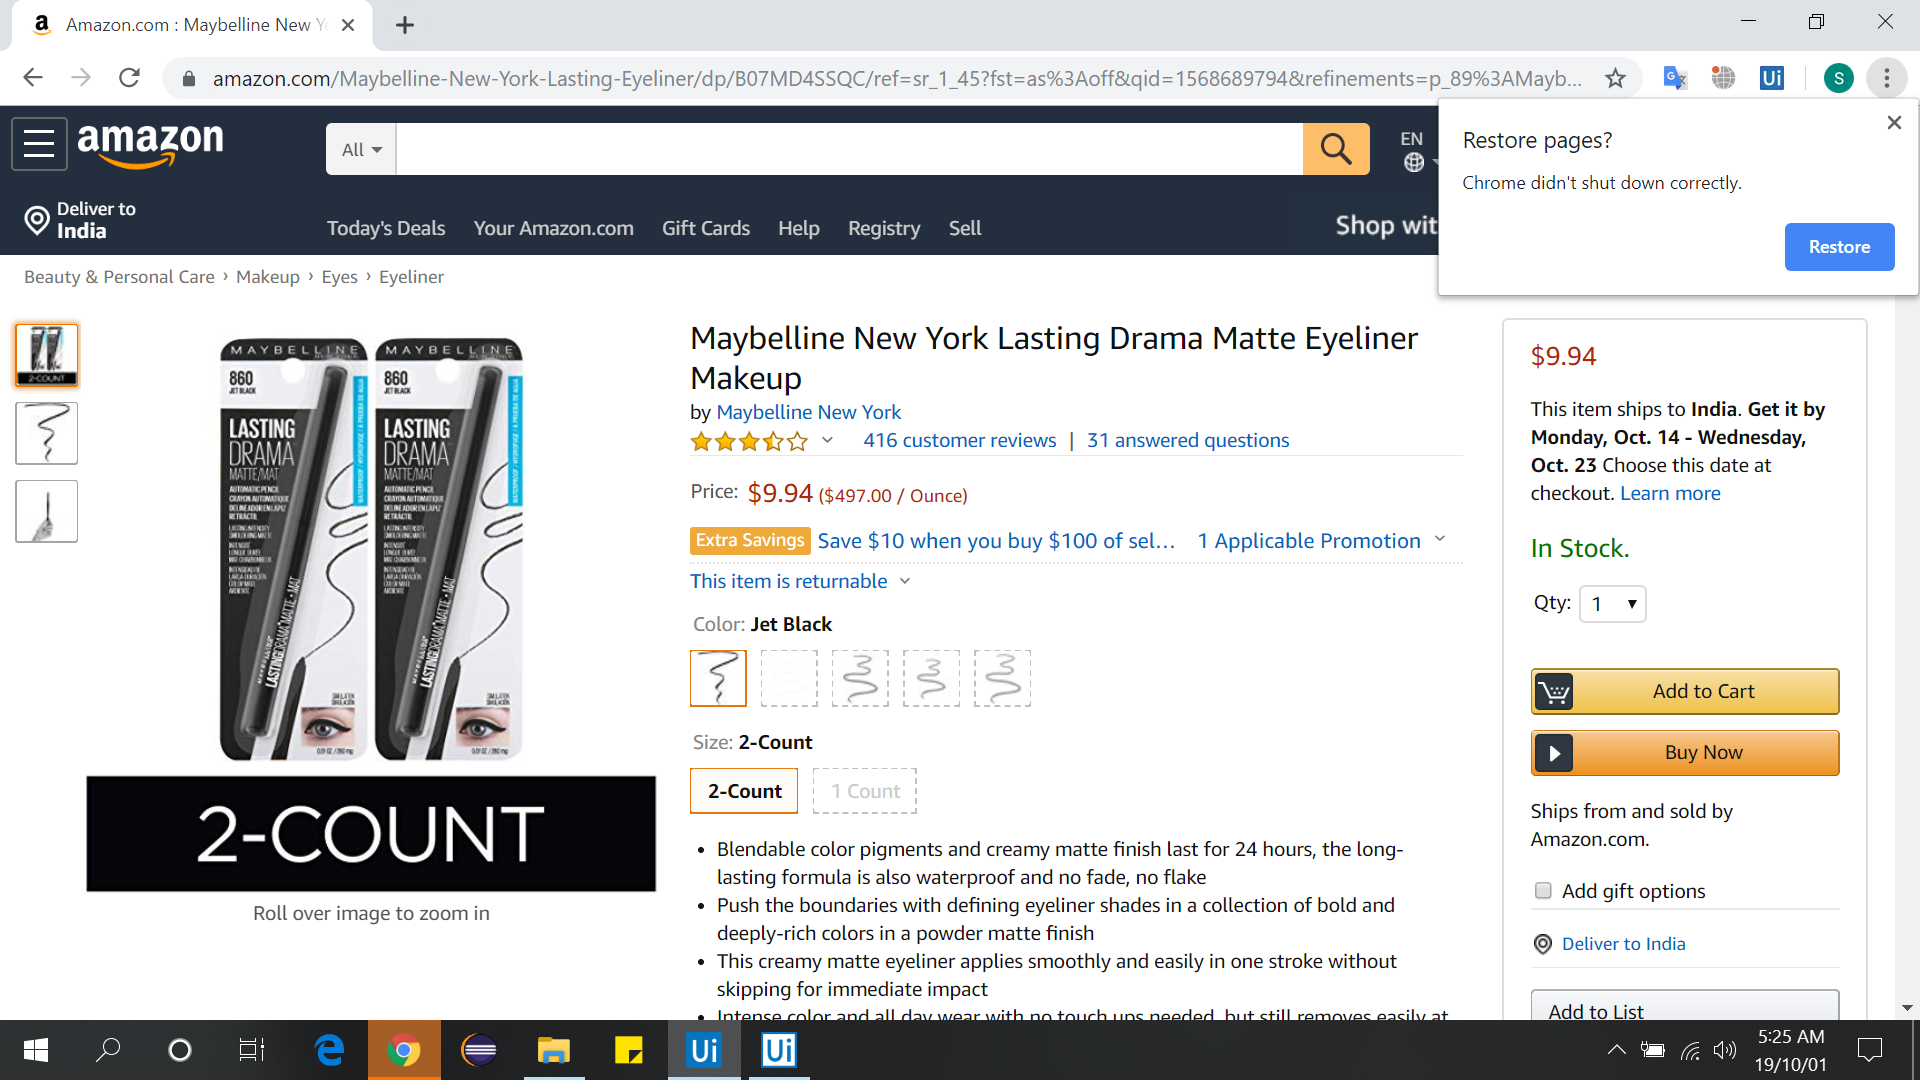 Amazon.com : Maybelline New Y
amazon.com/Maybelline-New-York-Lasting-Eyeliner/dp/B07MD4SSQC/ref=sr_1_45?fst=as%3Aoff&qid=1568689794&refinements=p_89%3AMayb...
S
Restore pages?
Chrome didn't shut down correctly.
Restore
amazon
All
EN
Deliver to
India
Today's Deals
Your Amazon.com
Gift Cards
Help
Registry
Sell
Shop wit
Beauty & Personal Care › Makeup › Eyes › Eyeliner
2-COUNT
MAYBELLINE
860
JET BLACK
LASTING
DRAMA
MATTE/MAT
AUTOMATIC PENCIL
MAYBELLINE
860
JET BLACK
LASTING
DRAMA
MATTE/MAT
AUTOMATIC PENCIL
2-COUNT
Roll over image to zoom in
Maybelline New York Lasting Drama Matte Eyeliner
Makeup
by Maybelline New York
416 customer reviews | 31 answered questions
Price: $9.94 ($497.00 / Ounce)
Extra Savings Save $10 when you buy $100 of sel... 1 Applicable Promotion
This item is returnable
Color: Jet Black
Size: 2-Count
2-Count
1 Count
• Blendable color pigments and creamy matte finish last for 24 hours, the long-
lasting formula is also waterproof and no fade, no flake
• Push the boundaries with defining eyeliner shades in a collection of bold and
deeply-rich colors in a powder matte finish
• This creamy matte eyeliner applies smoothly and easily in one stroke without
skipping for immediate impact
• Intense color and all day wear with no touch ups needed, but still removes easily at
$9.94
This item ships to India. Get it by
Monday, Oct. 14 - Wednesday,
Oct. 23 Choose this date at
checkout. Learn more
In Stock.
Qty: 1
Add to Cart
Buy Now
Ships from and sold by
Amazon.com.
Add gift options
Deliver to India
Add to List
Ui
Ui
5:25 AM
19/10/01